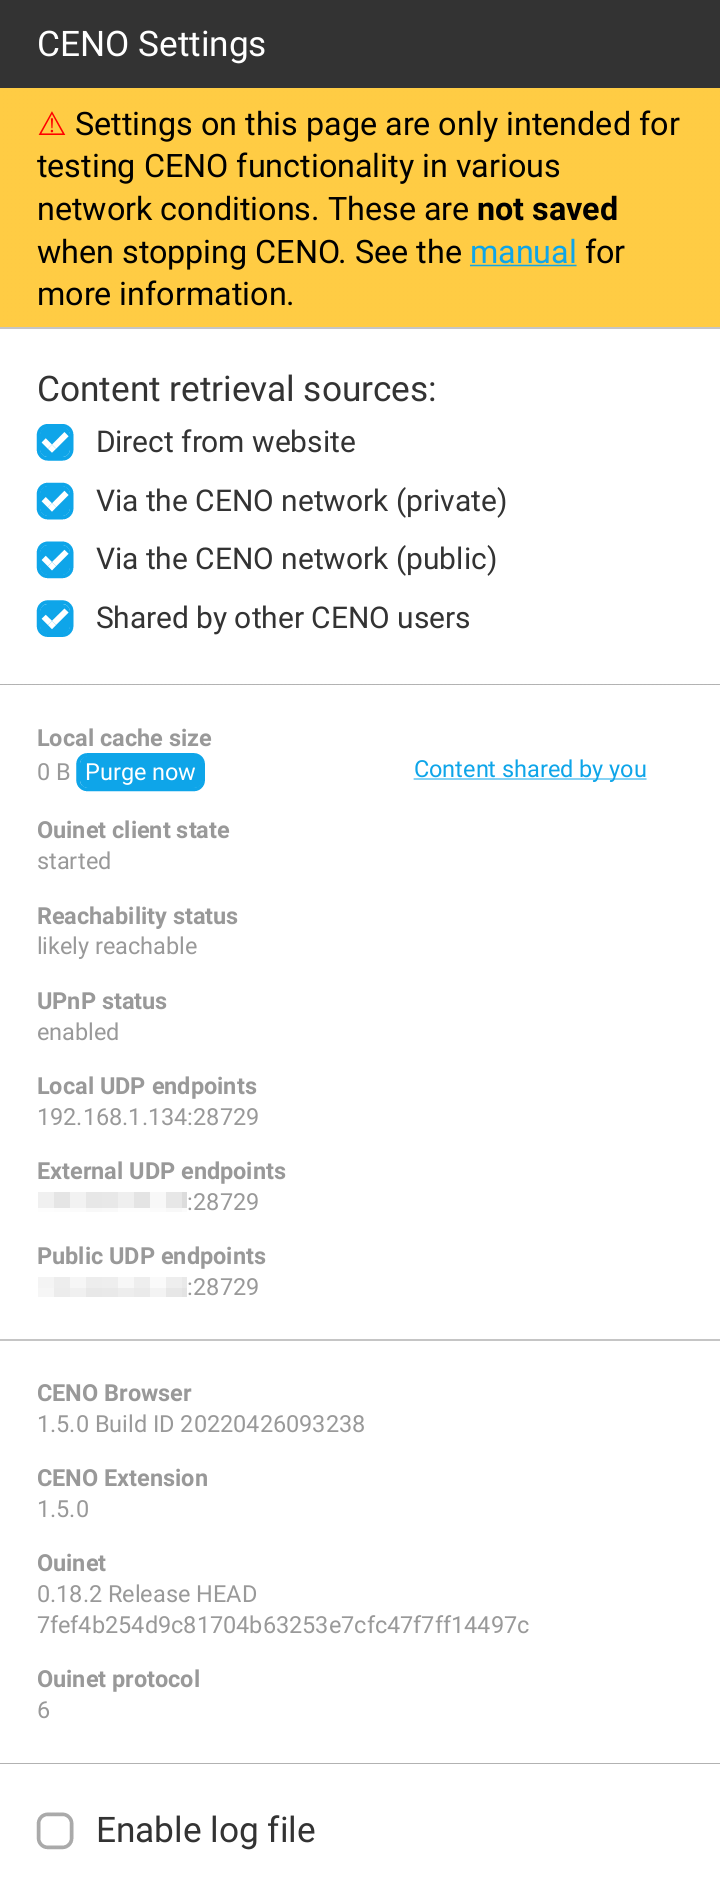 CENO Settings
⚠ Settings on this page are only intended for
testing CENO functionality in various
network conditions. These are not saved
when stopping CENO. See the manual for
more information.
Content retrieval sources:
Direct from website
Via the CENO network (private)
Via the CENO network (public)
Shared by other CENO users
Local cache size
0 B Purge now
Content shared by you
Ouinet client state
started
Reachability status
likely reachable
UPnP status
enabled
Local UDP endpoints
192.168.1.134:28729
External UDP endpoints
:28729
Public UDP endpoints
:28729
CENO Browser
1.5.0 Build ID 20220426093238
CENO Extension
1.5.0
Ouinet
0.18.2 Release HEAD
7fef4b254d9c81704b63253e7cfc47f7ff14497c
Ouinet protocol
6
Enable log file